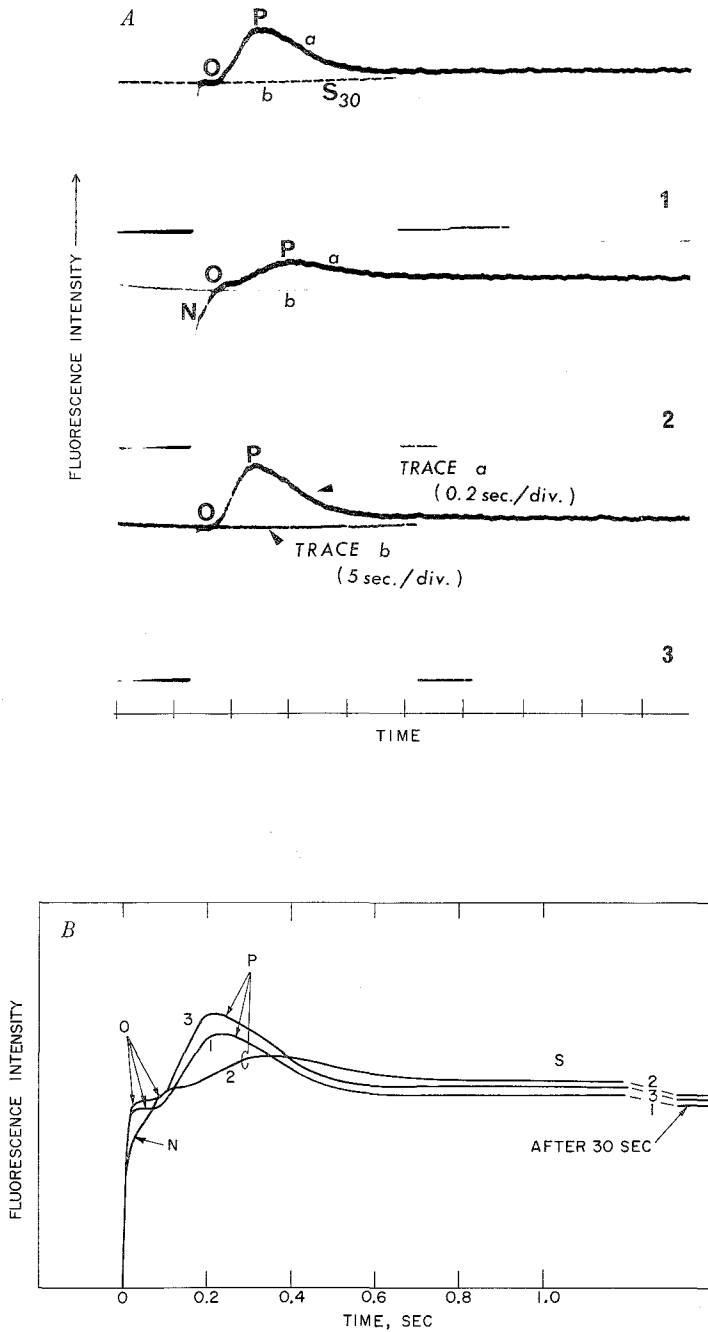 A
P
a
O
b
S30
1
P
O
a
N
b
2
P
TRACE a
(0.2 sec./div.)
O
TRACE b
(5 sec./div.)
3
FLUORESCENCE INTENSITY
TIME
B
P
O
3
1
2
N
S
2
3
1
AFTER 30 SEC
FLUORESCENCE INTENSITY
0 0.2 0.4 0.6 0.8 1.0
TIME, SEC